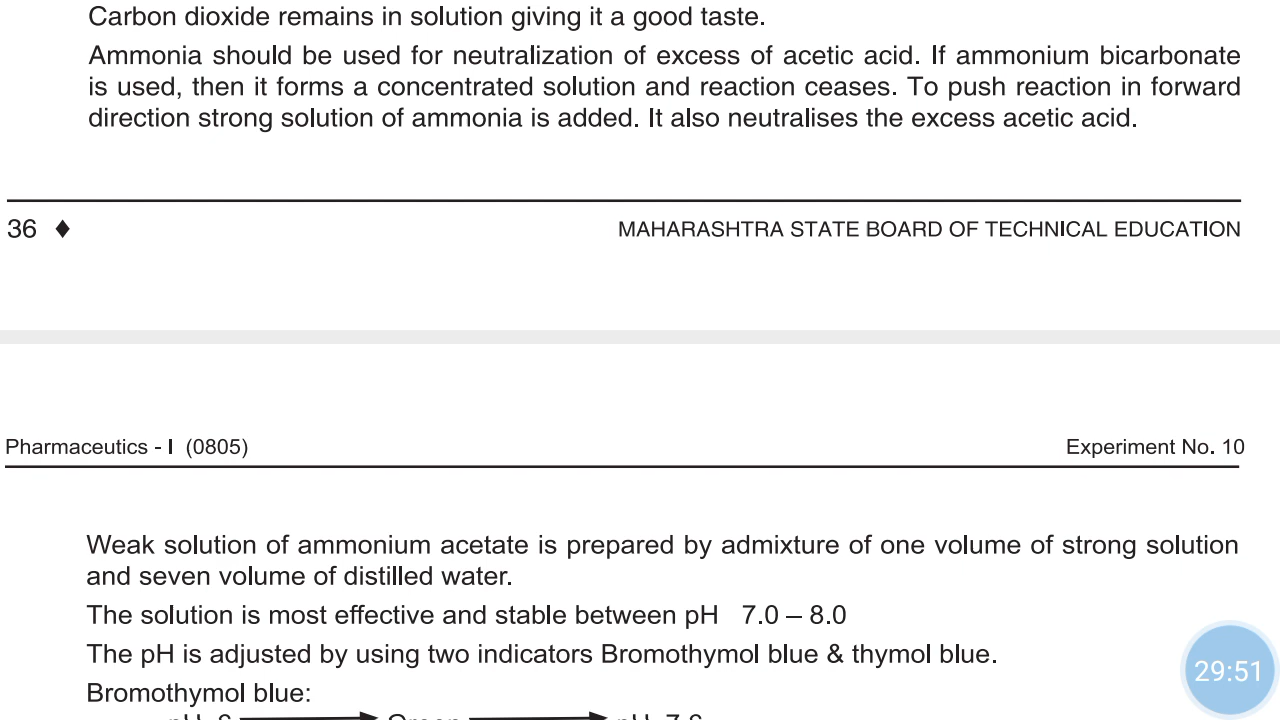 Carbon dioxide remains in solution giving it a good taste.
Ammonia should be used for neutralization of excess of acetic acid. If ammonium bicarbonate
is used, then it forms a concentrated solution and reaction ceases. To push reaction in forward
direction strong solution of ammonia is added. It also neutralises the excess acetic acid.
36 ♦ MAHARASHTRA STATE BOARD OF TECHNICAL EDUCATION
Pharmaceutics - I (0805) Experiment No. 10
Weak solution of ammonium acetate is prepared by admixture of one volume of strong solution
and seven volume of distilled water.
The solution is most effective and stable between pH 7.0 – 8.0
The pH is adjusted by using two indicators Bromothymol blue & thymol blue.
29:51
Bromothymol blue:
pH 6 Green pH 7.6